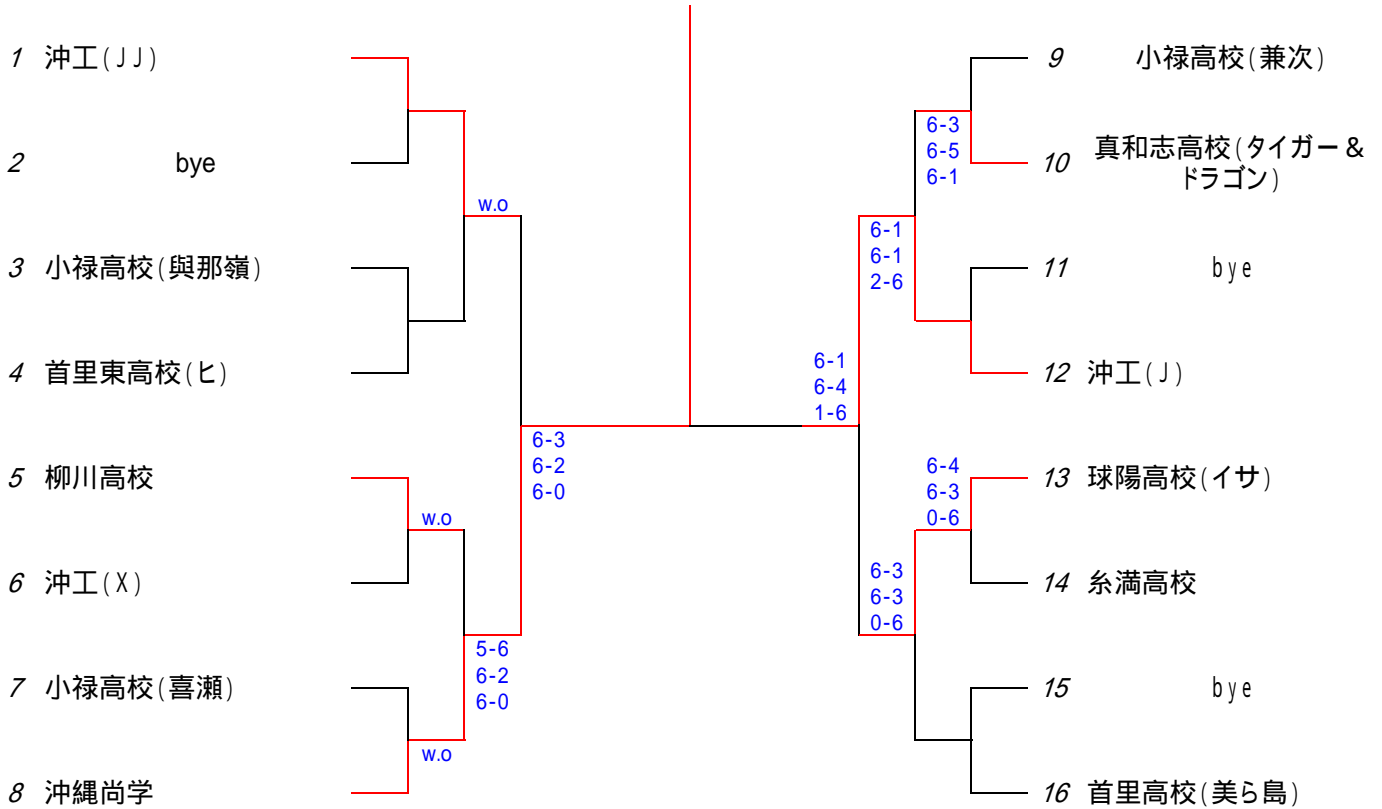 1 沖工(JJ)
2 bye
w.o
3 小禄高校(與那嶺)
4 首里東高校(ヒ)
6-3
6-2
6-0
5 柳川高校
w.o
6 沖工(X)
5-6
6-2
6-0
7 小禄高校(喜瀬)
w.o
8 沖縄尚学
9 小禄高校(兼次)
6-3
6-5
6-1
10 真和志高校(タイガー&
ドラゴン)
6-1
6-1
2-6
11 bye
12 沖工(J)
6-1
6-4
1-6
6-4
6-3
0-6
13 球陽高校(イサ)
14 糸満高校
6-3
6-3
0-6
15 bye
16 首里高校(美ら島)